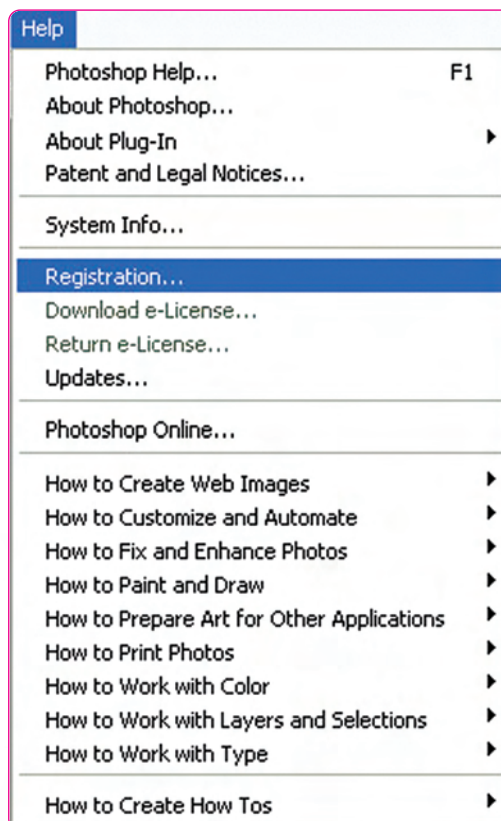 Help
Photoshop Help... F1
About Photoshop...
About Plug-In
Patent and Legal Notices...
System Info...
Registration...
Download e-License...
Return e-License...
Updates...
Photoshop Online...
How to Create Web Images
How to Customize and Automate
How to Fix and Enhance Photos
How to Paint and Draw
How to Prepare Art for Other Applications
How to Print Photos
How to Work with Color
How to Work with Layers and Selections
How to Work with Type
How to Create How Tos